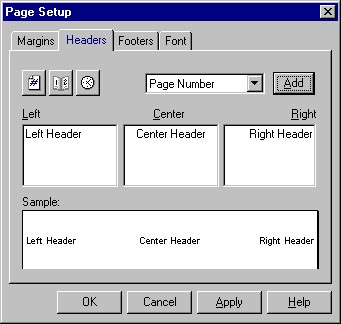 Page Setup
Margins Headers Footers Font
Page Number Add
Left Center Right
Left Header Center Header Right Header
Sample:
Left Header Center Header Right Header
OK Cancel Apply Help